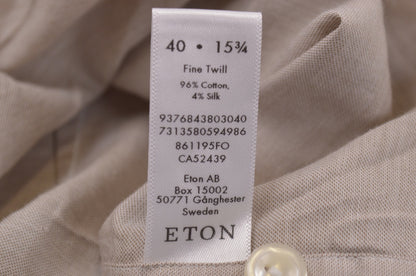 40 • 15¾
Fine Twill
96% Cotton,
4% Silk
9376843803040
7313580594986
861195FO
CA52439
Eton AB
Box 15002
50771 Gånghester
Sweden
ETON